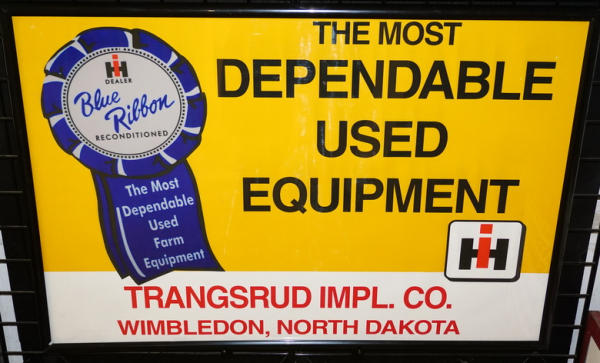 IH
DEALER
Blue
Ribbon
RECONDITIONED
The Most
Dependable
Used
Farm
Equipment
THE MOST
DEPENDABLE
USED
EQUIPMENT
IH
TRANGSRUD IMPL. CO.
WIMBLEDON, NORTH DAKOTA